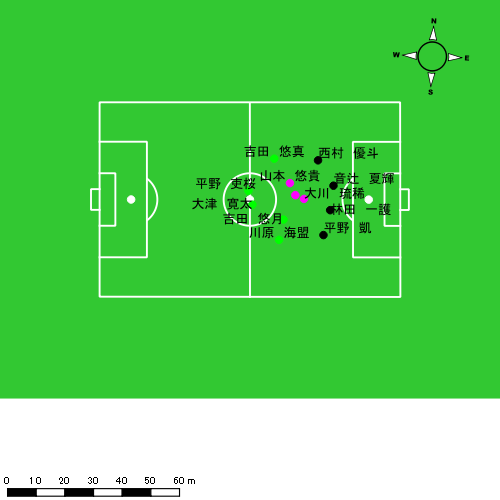 N
W E
S
吉田　悠真
西村　優斗
山本　悠貴
音辻　夏輝
平野　吏桜
大川　琉稀
大津　寛太
林田　一護
吉田　悠月
平野　凱
川原　海盟
0 10 20 30 40 50 60 m